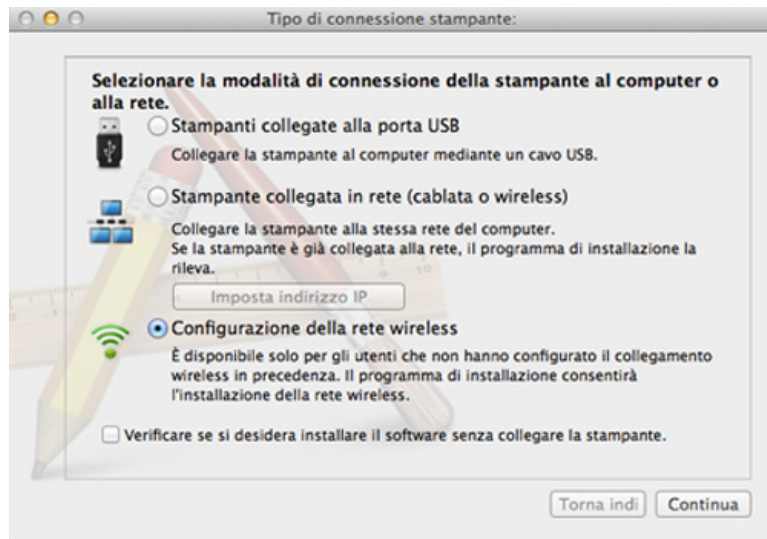 Tipo di connessione stampante:
Selezionare la modalità di connessione della stampante al computer o
alla rete.
Stampanti collegate alla porta USB
Collegare la stampante al computer mediante un cavo USB.
Stampante collegata in rete (cablata o wireless)
Collegare la stampante alla stessa rete del computer.
Se la stampante è già collegata alla rete, il programma di installazione la
rileva.
Imposta indirizzo IP
Configurazione della rete wireless
È disponibile solo per gli utenti che non hanno configurato il collegamento
wireless in precedenza. Il programma di installazione consentirà
l'installazione della rete wireless.
Verificare se si desidera installare il software senza collegare la stampante.
Torna indi Continua